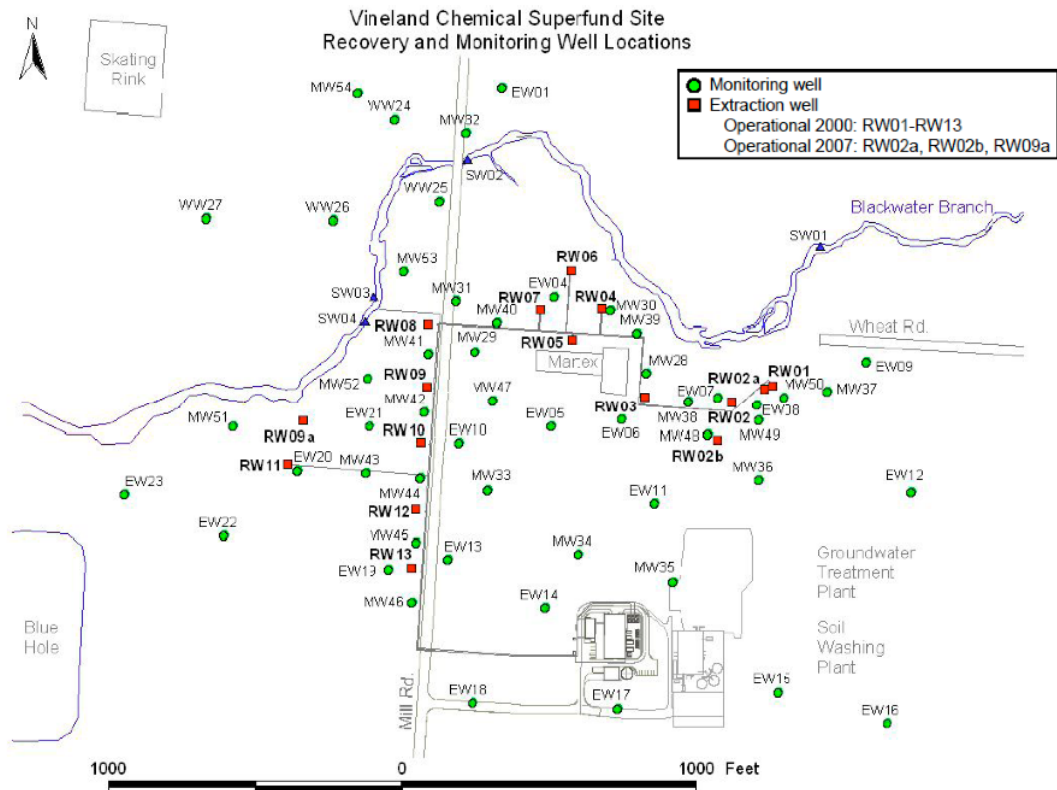 Vineland Chemical Superfund Site
Recovery and Monitoring Well Locations
N
Skating
Rink
Monitoring well
Extraction well
Operational 2000: RW01-RW13
Operational 2007: RW02a, RW02b, RW09a
MW54
EW01
WW24
MW32
SW02
WW25
WW27
WW26
Blackwater Branch
SW01
MW53
RW06
SW03
MW31
EW04
RW07
RW04
MW30
SW04
RW08
MW40
MW39
Wheat Rd.
MW41
MW29
RW05
Martex
MW28
EW09
MW52
RW09
MW47
RW02a
RW01
EW07
MW50
MW37
MW51
EW21
MW42
RW03
MW38
RW02
EW08
RW09a
RW10
EW10
EW05
EW06
MW48
MW49
RW02b
RW11
EW20
MW43
MW44
MW33
MW36
EW12
EW23
EW11
RW12
EW22
MW45
RW13
EW13
MW34
EW19
MW35
Groundwater
Treatment
Plant
MW46
EW14
Blue
Hole
Soil
Washing
Plant
Mill Rd.
EW18
EW17
EW15
EW16
1000
0
1000 Feet